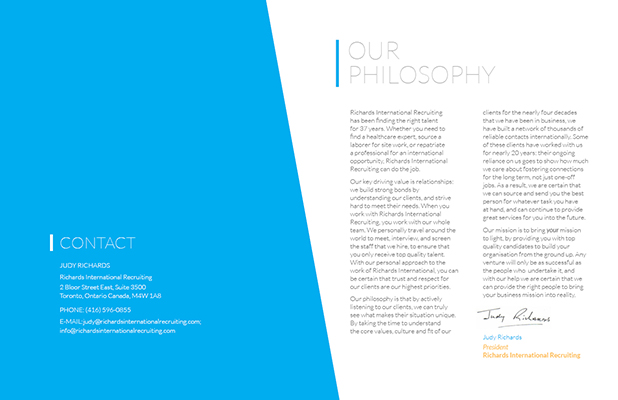 CONTACT
JUDY RICHARDS
Richards International Recruiting
2 Bloor Street East, Suite 3500
Toronto, Ontario Canada, M4W 1A8
PHONE: (416) 596-0855
E-MAIL:judy@richardsinternationalrecruiting.com;
info@richardsinternationalrecruiting.com
OUR
PHILOSOPHY
Richards International Recruiting
has been finding the right talent
for 37 years. Whether you need to
find a healthcare expert, source a
laborer for site work, or repatriate
a professional for an international
opportunity, Richards International
Recruiting can do the job.
Our key driving value is relationships:
we build strong bonds by
understanding our clients, and strive
hard to meet their needs. When you
work with Richards International
Recruiting, you work with our whole
team. We personally travel around the
world to meet, interview, and screen
the staff that we hire, to ensure that
you only receive top quality talent.
With our personal approach to the
work of Richards International, you can
be certain that trust and respect for
our clients are our highest priorities.
Our philosophy is that by actively
listening to our clients, we can truly
see what makes their situation unique.
By taking the time to understand
the core values, culture and fit of our
clients for the nearly four decades
that we have been in business, we
have built a network of thousands of
reliable contacts internationally. Some
of these clients have worked with us
for nearly 20 years: their ongoing
reliance on us goes to show how much
we care about fostering connections
for the long term, not just one-off
jobs. As a result, we are certain that
we can source and send you the best
person for whatever task you have
at hand, and can continue to provide
great services for you into the future.
Our mission is to bring your mission
to light, by providing you with top
quality candidates to build your
organisation from the ground up. Any
venture will only be as successful as
the people who undertake it, and
with our help we are certain that we
can provide the right people to bring
your business mission into reality.
Judy Richards
Judy Richards
President
Richards International Recruiting